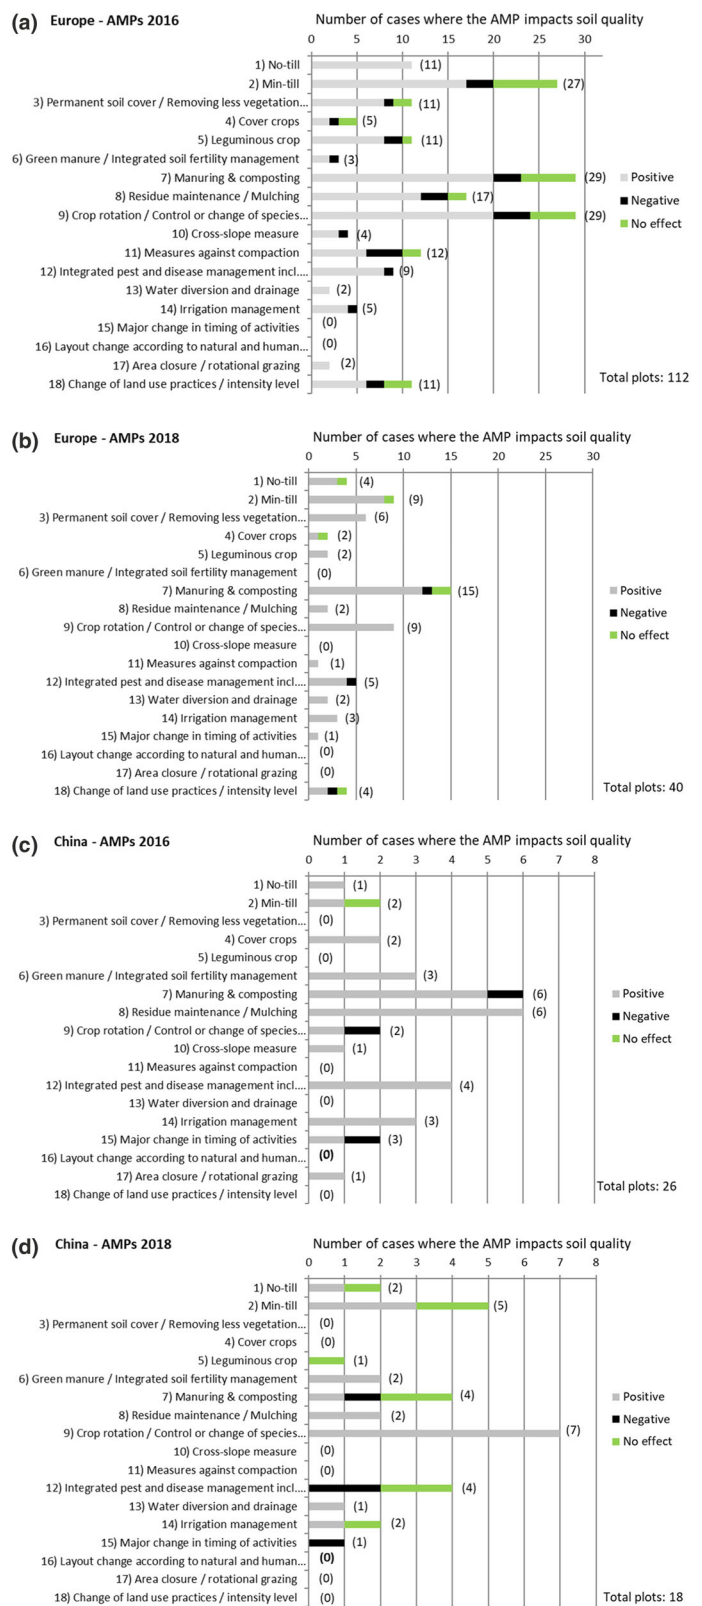 (a) Europe - AMPs 2016 Number of cases where the AMP impacts soil quality
0 5 10 15 20 25 30
1) No-till (11)
2) Min-till (27)
3) Permanent soil cover / Removing less vegetation... (11)
4) Cover crops (5)
5) Leguminous crop (11)
6) Green manure / Integrated soil fertility management (3)
7) Manuring & composting (29)
Positive
8) Residue maintenance / Mulching (17)
Negative
9) Crop rotation / Control or change of species... (29)
No effect
10) Cross-slope measure (4)
11) Measures against compaction (12)
12) Integrated pest and disease management incl.... (9)
13) Water diversion and drainage (2)
14) Irrigation management (5)
15) Major change in timing of activities (0)
16) Layout change according to natural and human... (0)
17) Area closure / rotational grazing (2)
18) Change of land use practices / intensity level (11)
Total plots: 112
(b) Europe - AMPs 2018 Number of cases where the AMP impacts soil quality
0 5 10 15 20 25 30
1) No-till (4)
2) Min-till (9)
3) Permanent soil cover / Removing less vegetation... (6)
4) Cover crops (2)
5) Leguminous crop (2)
6) Green manure / Integrated soil fertility management (0)
7) Manuring & composting (15)
Positive
8) Residue maintenance / Mulching (2)
Negative
9) Crop rotation / Control or change of species... (9)
No effect
10) Cross-slope measure (0)
11) Measures against compaction (1)
12) Integrated pest and disease management incl.... (5)
13) Water diversion and drainage (2)
14) Irrigation management (3)
15) Major change in timing of activities (1)
16) Layout change according to natural and human... (0)
17) Area closure / rotational grazing (0)
18) Change of land use practices / intensity level (4)
Total plots: 40
(c) China - AMPs 2016 Number of cases where the AMP impacts soil quality
0 1 2 3 4 5 6 7 8
1) No-till (1)
2) Min-till (2)
3) Permanent soil cover / Removing less vegetation... (0)
4) Cover crops (2)
5) Leguminous crop (0)
6) Green manure / Integrated soil fertility management (3)
7) Manuring & composting (6)
Positive
8) Residue maintenance / Mulching (6)
Negative
9) Crop rotation / Control or change of species... (2)
No effect
10) Cross-slope measure (1)
11) Measures against compaction (0)
12) Integrated pest and disease management incl.... (4)
13) Water diversion and drainage (0)
14) Irrigation management (3)
15) Major change in timing of activities (3)
16) Layout change according to natural and human... (0)
17) Area closure / rotational grazing (1)
Total plots: 26
18) Change of land use practices / intensity level (0)
(d) China - AMPs 2018 Number of cases where the AMP impacts soil quality
0 1 2 3 4 5 6 7 8
1) No-till (2)
2) Min-till (5)
3) Permanent soil cover / Removing less vegetation... (0)
4) Cover crops (0)
5) Leguminous crop (1)
6) Green manure / Integrated soil fertility management (2)
7) Manuring & composting (4)
Positive
8) Residue maintenance / Mulching (2)
Negative
9) Crop rotation / Control or change of species... (7)
No effect
10) Cross-slope measure (0)
11) Measures against compaction (0)
12) Integrated pest and disease management incl.... (4)
13) Water diversion and drainage (1)
14) Irrigation management (2)
15) Major change in timing of activities (1)
16) Layout change according to natural and human... (0)
17) Area closure / rotational grazing (0)
18) Change of land use practices / intensity level (0)
Total plots: 18